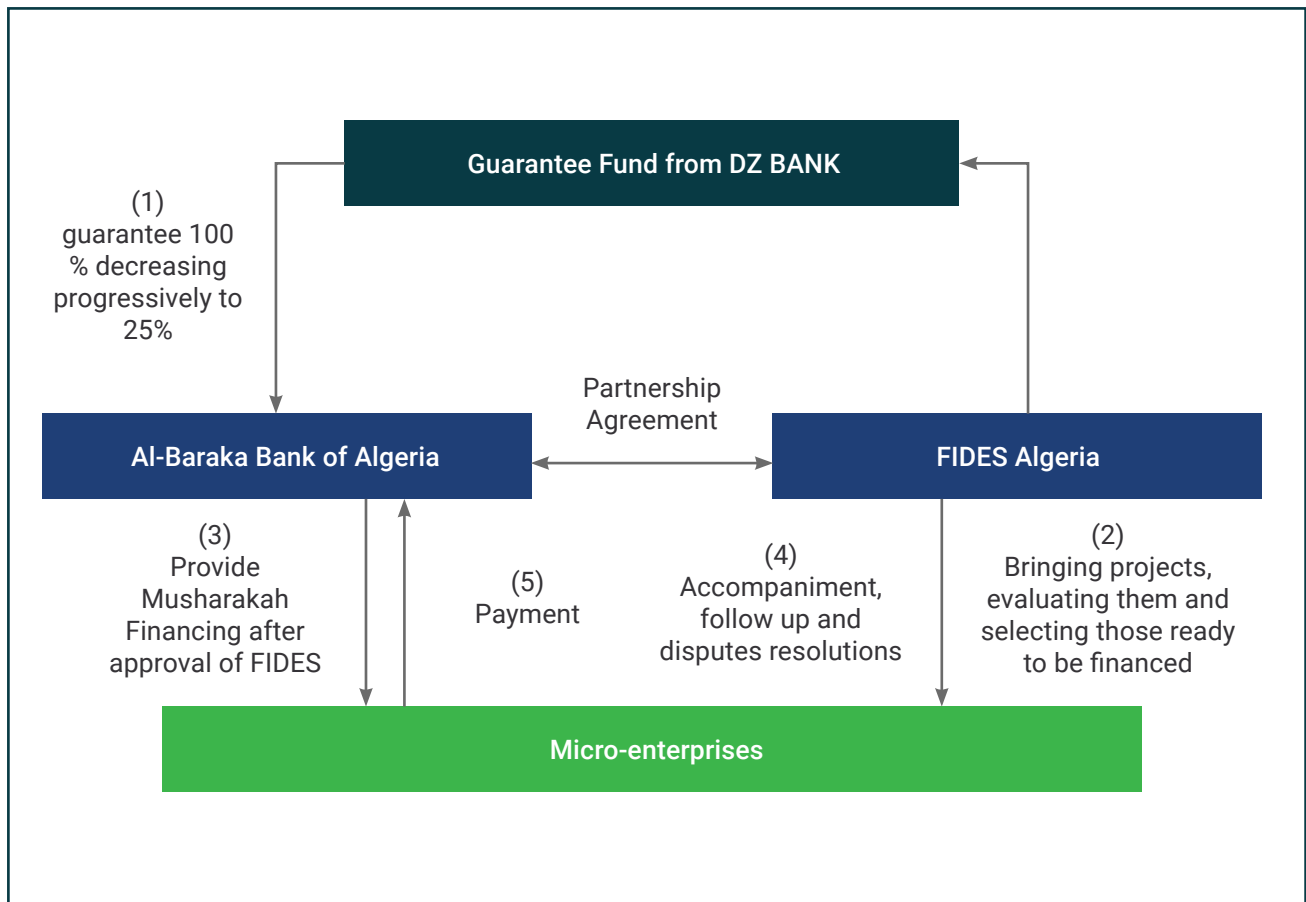 Guarantee Fund from DZ BANK
(1)
guarantee 100
% decreasing
progressively to
25%
Partnership
Agreement
Al-Baraka Bank of Algeria
FIDES Algeria
(3)
Provide
Musharakah
Financing after
approval of FIDES
(5)
Payment
(4)
Accompaniment,
follow up and
disputes resolutions
(2)
Bringing projects,
evaluating them and
selecting those ready
to be financed
Micro-enterprises